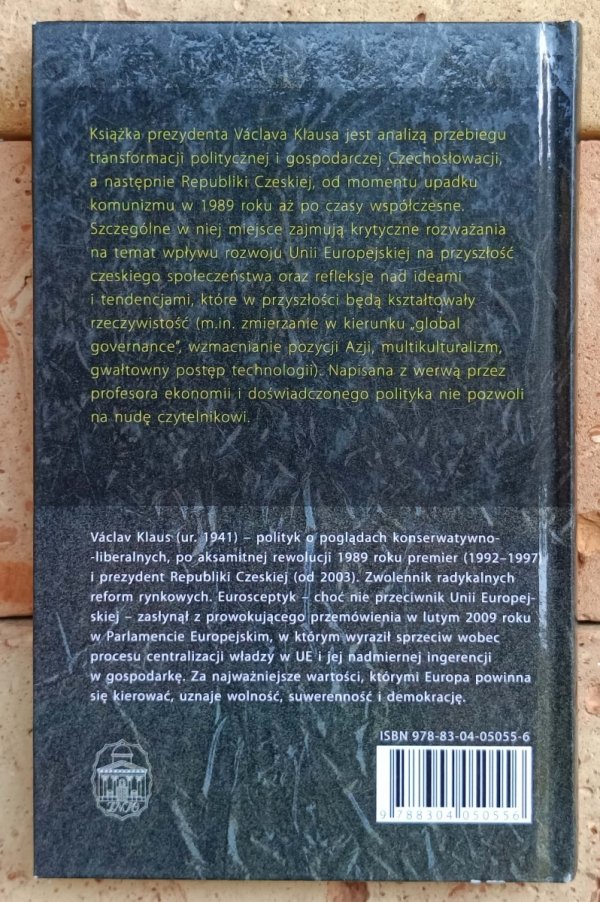 Książka prezydenta Václava Klausa jest analizą przebiegu
transformacji politycznej i gospodarczej Czechosłowacji,
a następnie Republiki Czeskiej, od momentu upadku
komunizmu w 1989 roku aż po czasy współczesne.
Szczególne w niej miejsce zajmują krytyczne rozważania
na temat wpływu rozwoju Unii Europejskiej na przyszłość
czeskiego społeczeństwa oraz refleksje nad ideami
i tendencjami, które w przyszłości będą kształtowały
rzeczywistość (m.in. zmierzanie w kierunku „global
governance”, wzmacnianie pozycji Azji, multikulturalizm,
gwałtowny postęp technologii). Napisana z werwą przez
profesora ekonomii i doświadczonego polityka nie pozwoli
na nudę czytelnikowi.
Václav Klaus (ur. 1941) – polityk o poglądach konserwatywno-
-liberalnych, po aksamitnej rewolucji 1989 roku premier (1992–1997)
i prezydent Republiki Czeskiej (od 2003). Zwolennik radykalnych
reform rynkowych. Eurosceptyk – choć nie przeciwnik Unii Europej-
skiej – zasłynął z prowokującego przemówienia w lutym 2009 roku
w Parlamencie Europejskim, w którym wyraził sprzeciw wobec
procesu centralizacji władzy w UE i jej nadmiernej ingerencji
w gospodarkę. Za najważniejsze wartości, którymi Europa powinna
się kierować, uznaje wolność, suwerenność i demokrację.
ISBN 978-83-04-05055-6
9 788304 050556